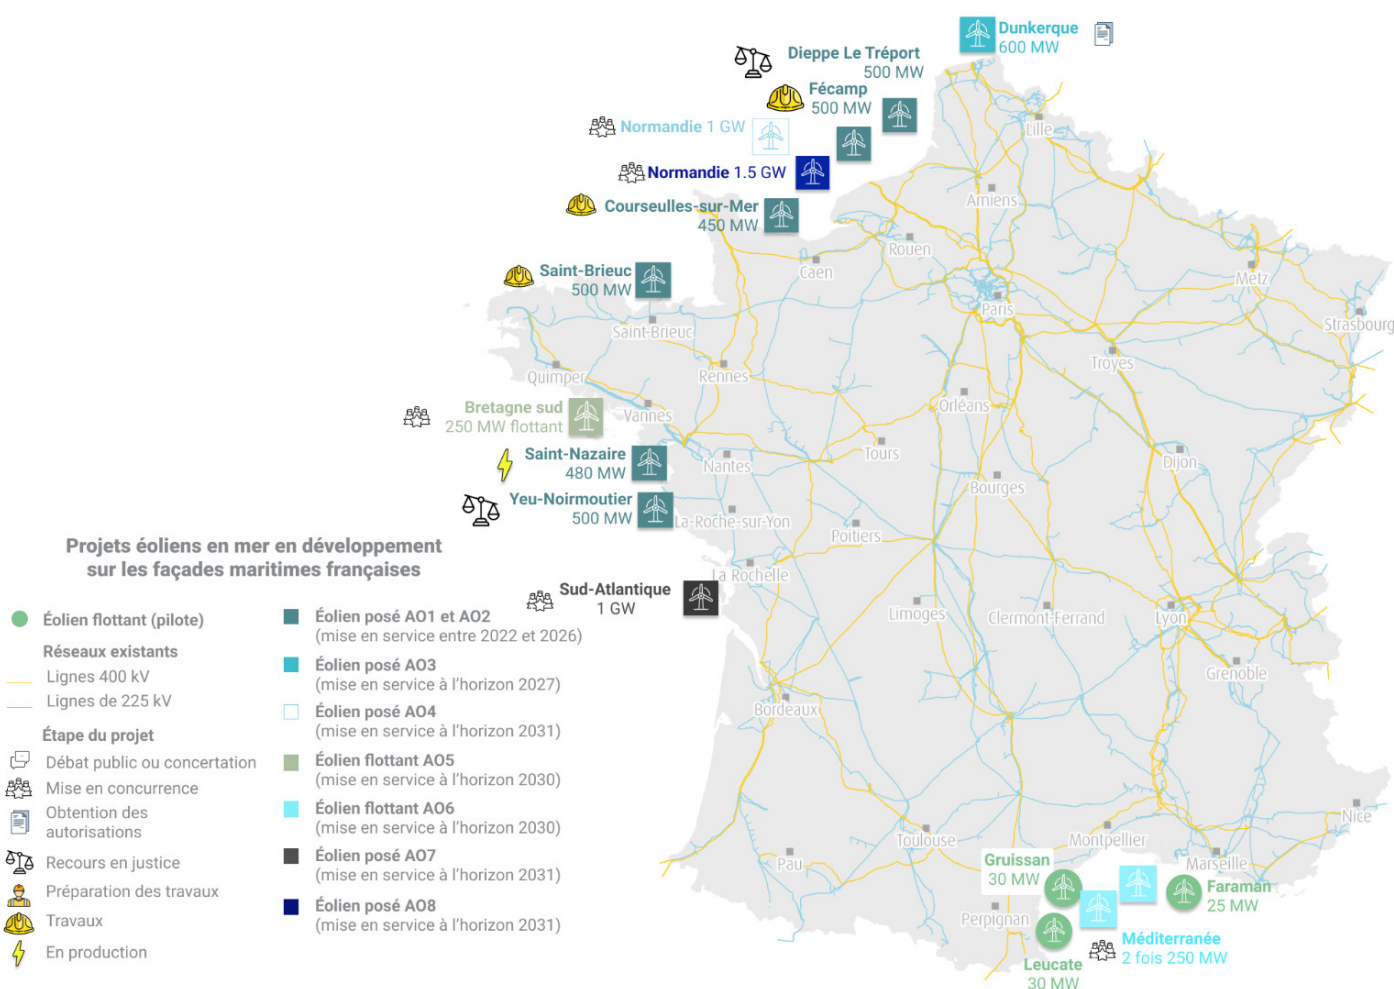 Dunkerque
600 MW
Dieppe Le Tréport
500 MW
Fécamp
500 MW
Normandie 1 GW
Normandie 1.5 GW
Courseulles-sur-Mer
450 MW
Saint-Brieuc
500 MW
Bretagne sud
250 MW flottant
Saint-Nazaire
480 MW
Yeu-Noirmoutier
500 MW
Sud-Atlantique
1 GW
Lille
Amiens
Rouen
Caen
Metz
Paris
Strasbourg
Saint-Brieuc
Troyes
Quimper
Rennes
Orléans
Vannes
Tours
Nantes
Dijon
Bourges
La-Roche-sur-Yon
Poitiers
La Rochelle
Limoges
Clermont-Ferrand
Lyon
Grenoble
Bordeaux
Nice
Toulouse
Montpellier
Pau
Marseille
Perpignan
Gruissan
30 MW
Faraman
25 MW
Méditerranée
2 fois 250 MW
Leucate
30 MW
Projets éoliens en mer en développement
sur les façades maritimes françaises
Éolien flottant (pilote)
Réseaux existants
Lignes 400 kV
Lignes de 225 kV
Étape du projet
Débat public ou concertation
Mise en concurrence
Obtention des
autorisations
Recours en justice
Préparation des travaux
Travaux
En production
Éolien posé AO1 et AO2
(mise en service entre 2022 et 2026)
Éolien posé AO3
(mise en service à l'horizon 2027)
Éolien posé AO4
(mise en service à l'horizon 2031)
Éolien flottant AO5
(mise en service à l'horizon 2030)
Éolien flottant AO6
(mise en service à l'horizon 2030)
Éolien posé AO7
(mise en service à l'horizon 2031)
Éolien posé AO8
(mise en service à l'horizon 2031)